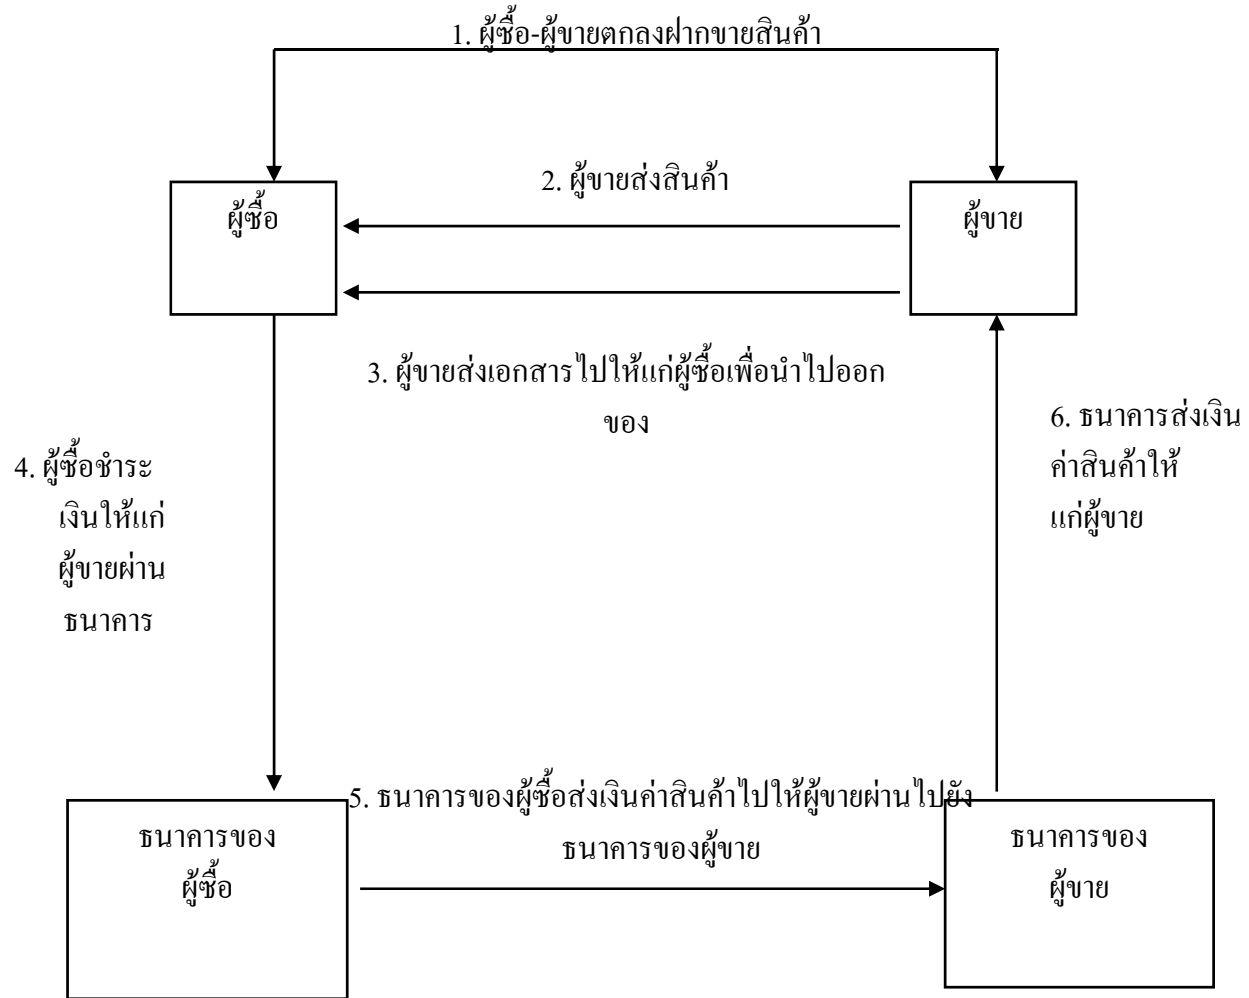 1. ผู้ซื้อ-ผู้ขายตกลงฝากขายสินค้า
2. ผู้ขายส่งสินค้า
ผู้ซื้อ
ผู้ขาย
3. ผู้ขายส่งเอกสารไปให้แก่ผู้ซื้อเพื่อนำไปออก
ของ
4. ผู้ซื้อชำระ
เงินให้แก่
ผู้ขายผ่าน
ธนาคาร
6. ธนาคารส่งเงิน
ค่าสินค้าให้
แก่ผู้ขาย
5. ธนาคารของผู้ซื้อส่งเงินค่าสินค้าไปให้ผู้ขายผ่านไปยัง
ธนาคารของผู้ขาย
ธนาคารของ
ผู้ซื้อ
ธนาคารของ
ผู้ขาย